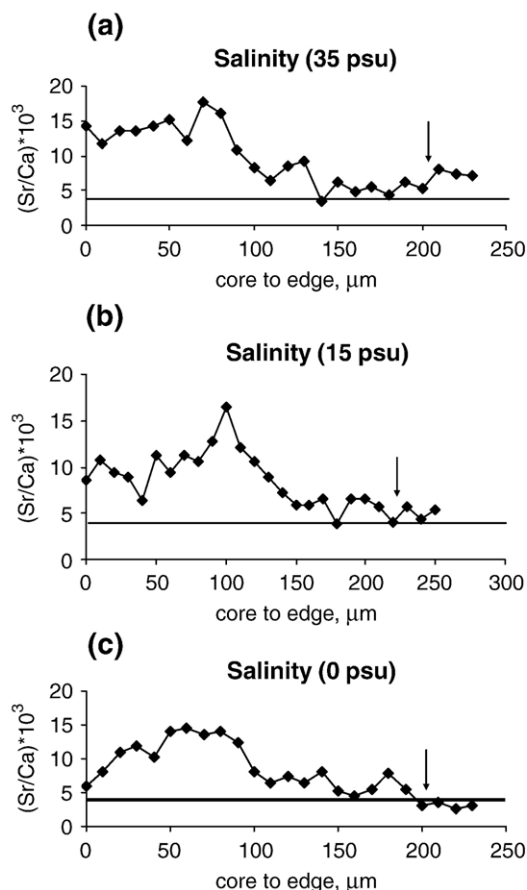 (a)
Salinity (35 psu)
(Sr/Ca)*10³
20
15
10
5
0
0 50 100 150 200 250
core to edge, μm
(b)
Salinity (15 psu)
(Sr/Ca)*10³
20
15
10
5
0
0 50 100 150 200 250 300
core to edge, μm
(c)
Salinity (0 psu)
(Sr/Ca)*10³
20
15
10
5
0
0 50 100 150 200 250
core to edge, μm